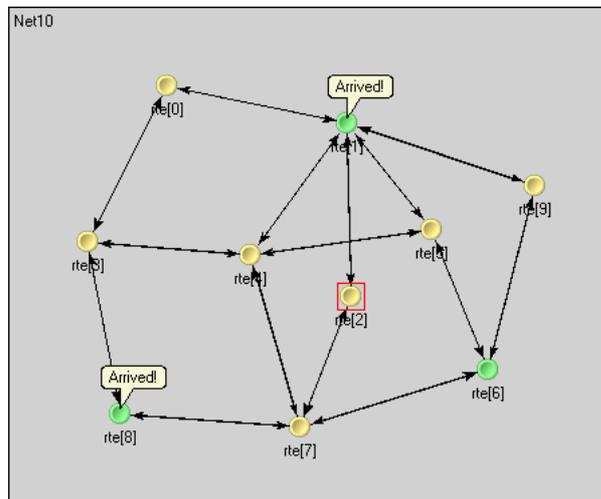 Net10
Arrived!
rte[0]
rte[1]
rte[9]
rte[3]
rte[4]
rte[5]
rte[2]
Arrived!
rte[6]
rte[8]
rte[7]